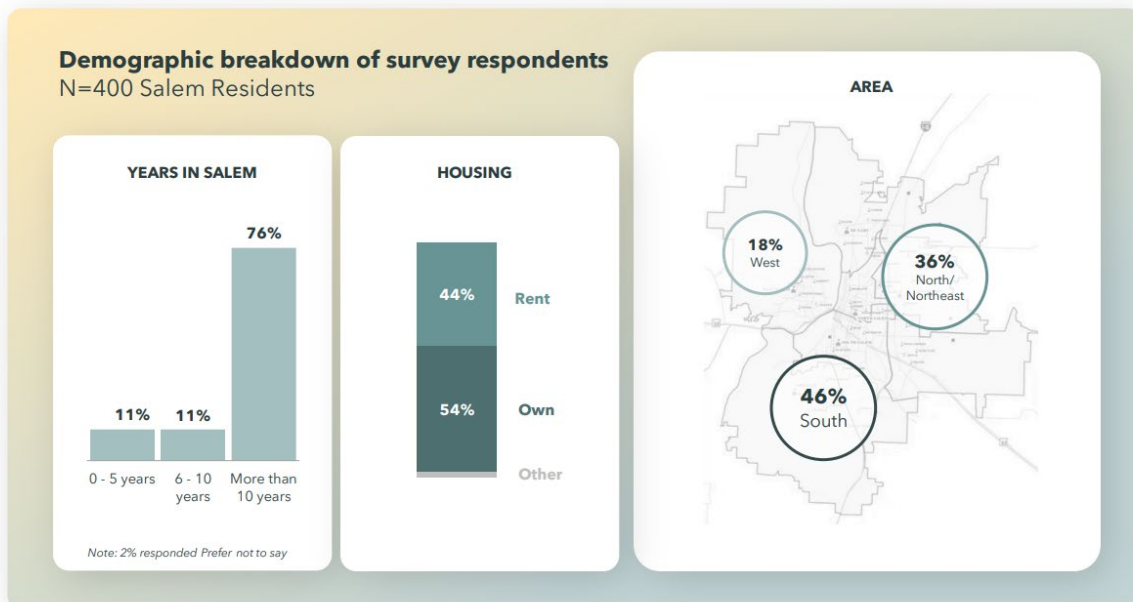 Demographic breakdown of survey respondents
N=400 Salem Residents
YEARS IN SALEM
76%
11%
11%
0 - 5 years
6 - 10
years
More than
10 years
Note: 2% responded Prefer not to say
HOUSING
44%
Rent
54%
Own
Other
AREA
18%
West
36%
North/
Northeast
46%
South